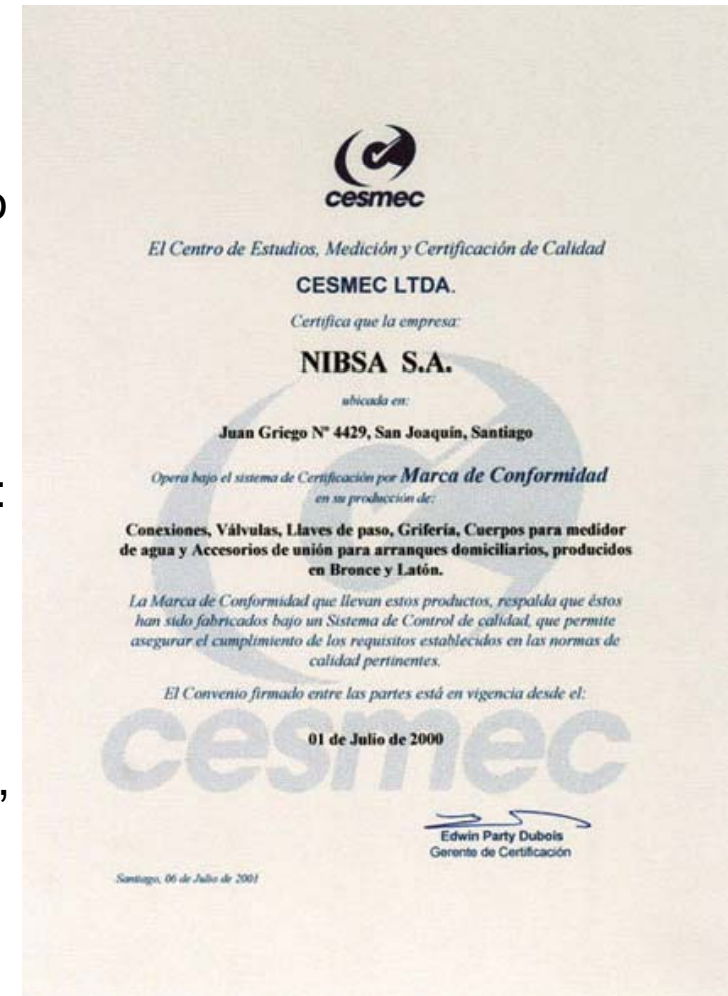 o
:
,
cesmec
El Centro de Estudios, Medición y Certificación de Calidad
CESMEC LTDA.
Certifica que la empresa:
NIBSA S.A.
ubicada en:
Juan Griego Nº 4429, San Joaquín, Santiago
Opera bajo el sistema de Certificación por Marca de Conformidad
en su producción de:
Conexiones, Válvulas, Llaves de paso, Grifería, Cuerpos para medidor
de agua y Accesorios de unión para arranques domiciliarios, producidos
en Bronce y Latón.
La Marca de Conformidad que llevan estos productos, respalda que éstos
han sido fabricados bajo un Sistema de Control de calidad, que permite
asegurar el cumplimiento de los requisitos establecidos en las normas de
calidad pertinentes.
El Convenio firmado entre las partes está en vigencia desde el:
cesmec
01 de Julio de 2000
Edwin Party Dubois
Gerente de Certificación
Santiago, 06 de Julio de 2001